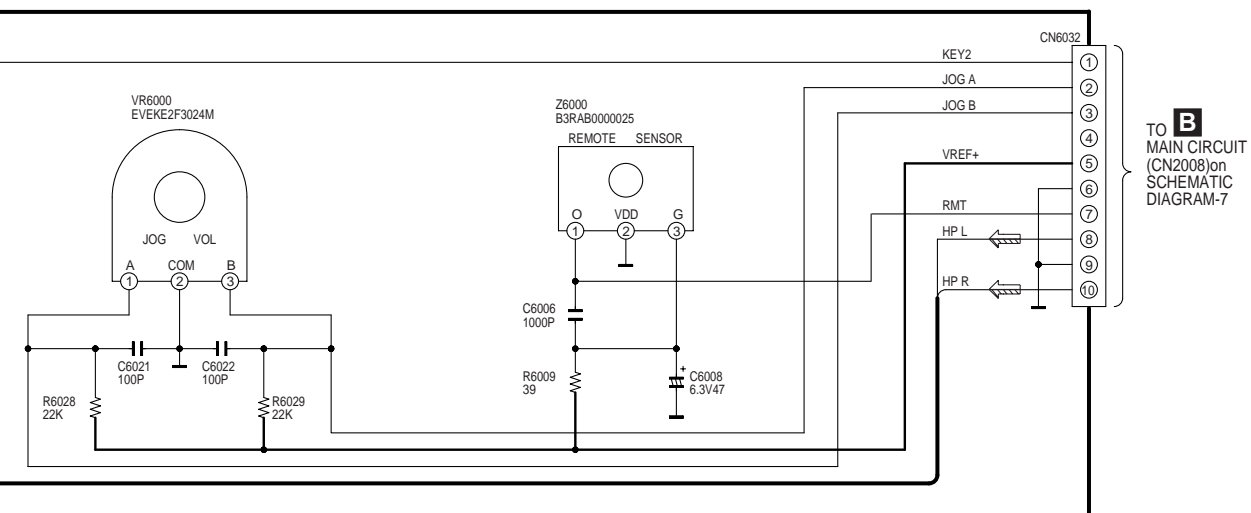 CN6032
KEY2
1
JOG A
2
JOG B
3
4
VREF+
5
6
RMT
7
HP L
8
9
HP R
10
TO B
MAIN CIRCUIT
(CN2008)on
SCHEMATIC
DIAGRAM-7
VR6000
EVEKE2F3024M
JOG VOL
A COM B
1 2 3
Z6000
B3RAB0000025
REMOTE SENSOR
O VDD G
1 2 3
C6006
1000P
C6021
100P
C6022
100P
R6028
22K
R6029
22K
R6009
39
+
C6008
6.3V47